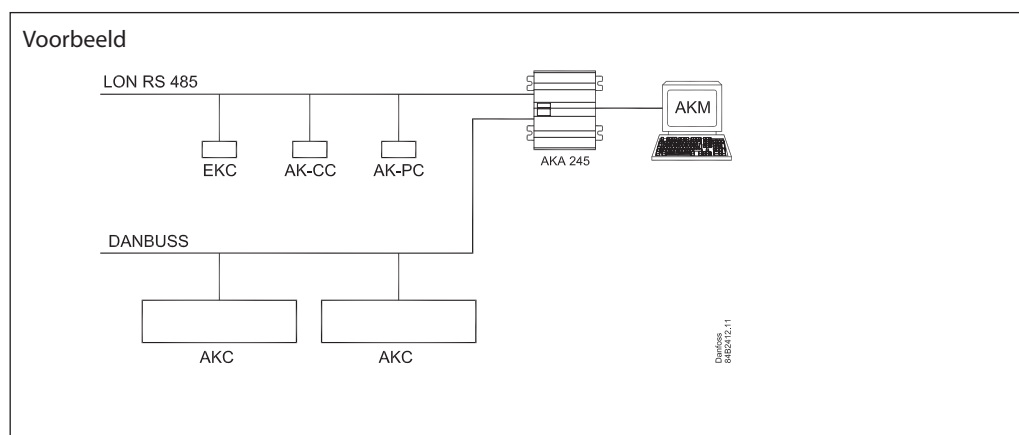 Voorbeeld
LON RS 485
AKM
AKA 245
EKC
AK-CC
AK-PC
DANBUSS
AKC
AKC
Danfoss
84B2412.11